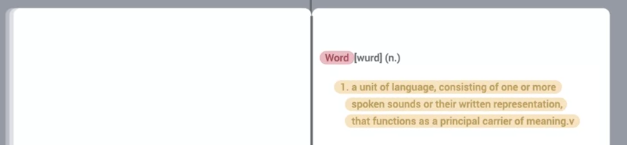 Word [wurd] (n.)
1. a unit of language, consisting of one or more
spoken sounds or their written representation,
that functions as a principal carrier of meaning.v